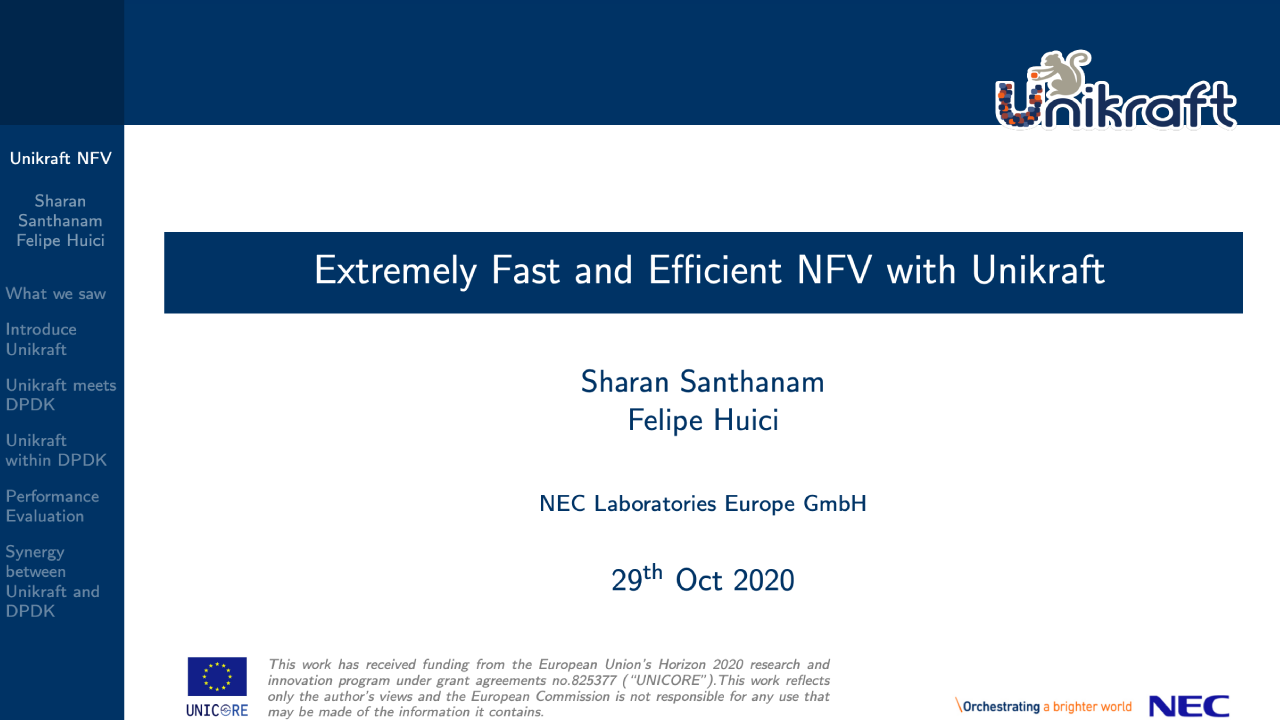 Unikraft
Unikraft NFV
Sharan
Santhanam
Felipe Huici
What we saw
Introduce
Unikraft
Unikraft meets
DPDK
Unikraft
within DPDK
Performance
Evaluation
Synergy
between
Unikraft and
DPDK
Extremely Fast and Efficient NFV with Unikraft
Sharan Santhanam
Felipe Huici
NEC Laboratories Europe GmbH
29th Oct 2020
UNICORE
This work has received funding from the European Union's Horizon 2020 research and
innovation program under grant agreements no.825377 ("UNICORE").This work reflects
only the author's views and the European Commission is not responsible for any use that
may be made of the information it contains.
\Orchestrating a brighter world
NEC